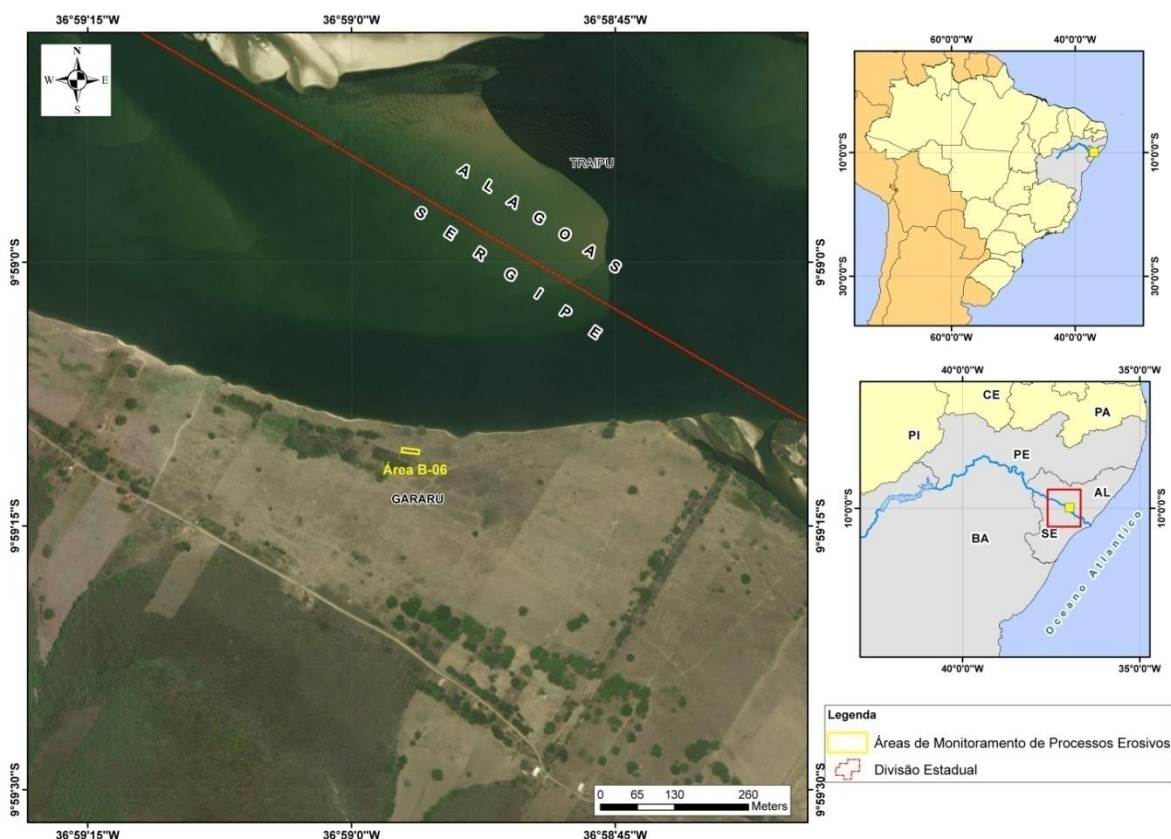 36°59'15"W
36°59'0"W
36°58'45"W
N
W E
S
TRAIPU
ALAGOAS
SERGIPE
9°59'0"S
9°59'0"S
Área B-06
GARARU
9°59'15"S
9°59'15"S
9°59'30"S
9°59'30"S
0 65 130 260
Meters
36°59'15"W
36°59'0"W
36°58'45"W
60°0'0"W
40°0'0"W
10°0'0"S
10°0'0"S
30°0'0"S
30°0'0"S
60°0'0"W
40°0'0"W
40°0'0"W
35°0'0"W
CE
PA
PI
PE
AL
10°0'0"S
10°0'0"S
SE
BA
Oceano Atlantico
40°0'0"W
35°0'0"W
Legenda
Áreas de Monitoramento de Processos Erosivos
Divisão Estadual